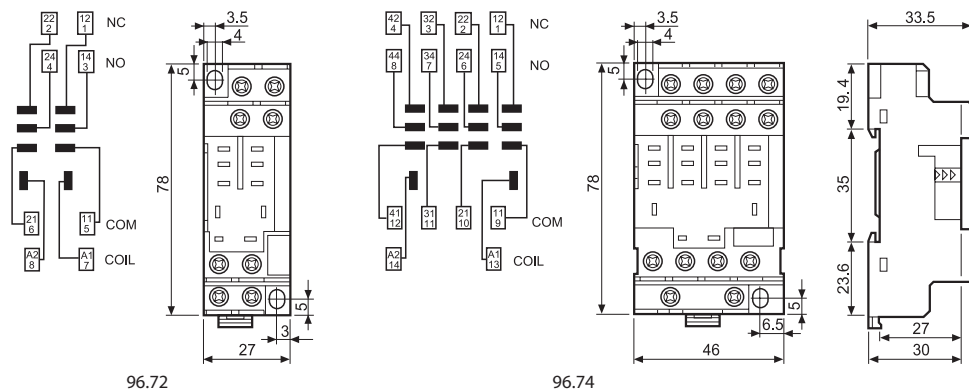 22 2 12 1 NC
24 4 14 3 NO
21 6 11 5 COM
A2 8 A1 7 COIL
3.5
4
5
78
5
3
27
96.72
42 4 32 3 22 2 12 1 NC
44 8 34 7 24 6 14 5 NO
41 12 31 11 21 10 11 9 COM
A2 14 A1 13 COIL
3.5
4
5
78
5
6.5
46
96.74
33.5
19.4
35
23.6
27
30